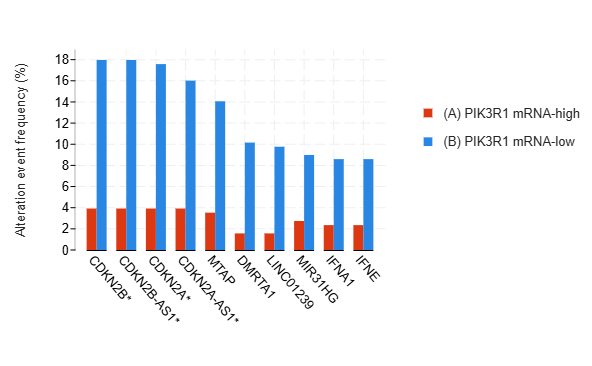 Alteration event frequency (%)
18
16
14
12
10
8
6
4
2
0
CDKN2B*
CDKN2B-AS1*
CDKN2A*
CDKN2A-AS1*
MTAP
DMRTA1
LINC01239
MIR31HG
IFNA1
IFNE
(A) PIK3R1 mRNA-high
(B) PIK3R1 mRNA-low